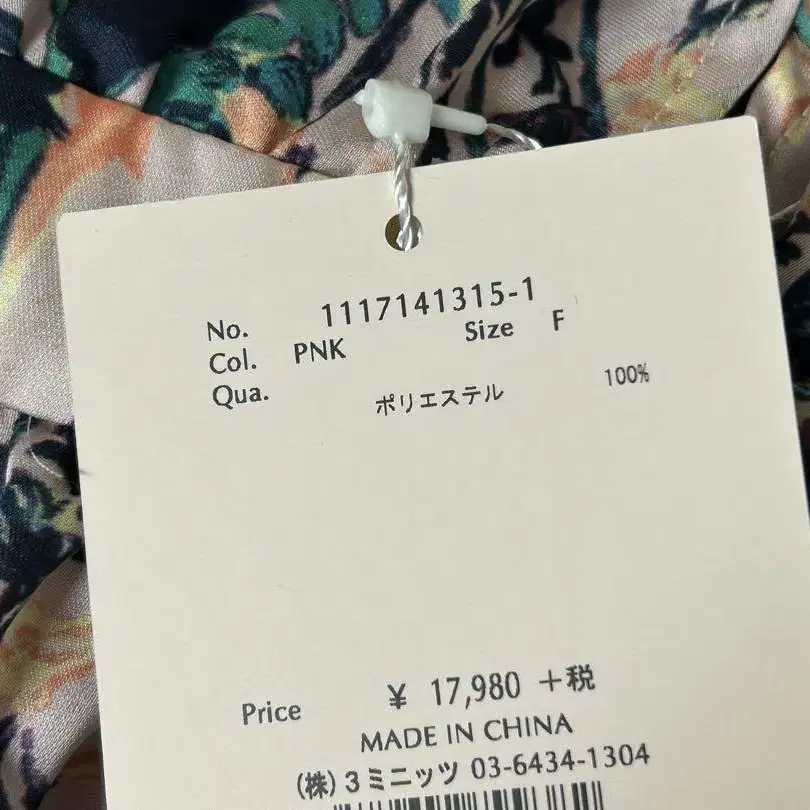 No. 1117141315-1
Col. PNK Size F
Qua. ポリエステル 100%
Price ¥ 17,980 +税
MADE IN CHINA
(株)3ミニッツ 03-6434-1304